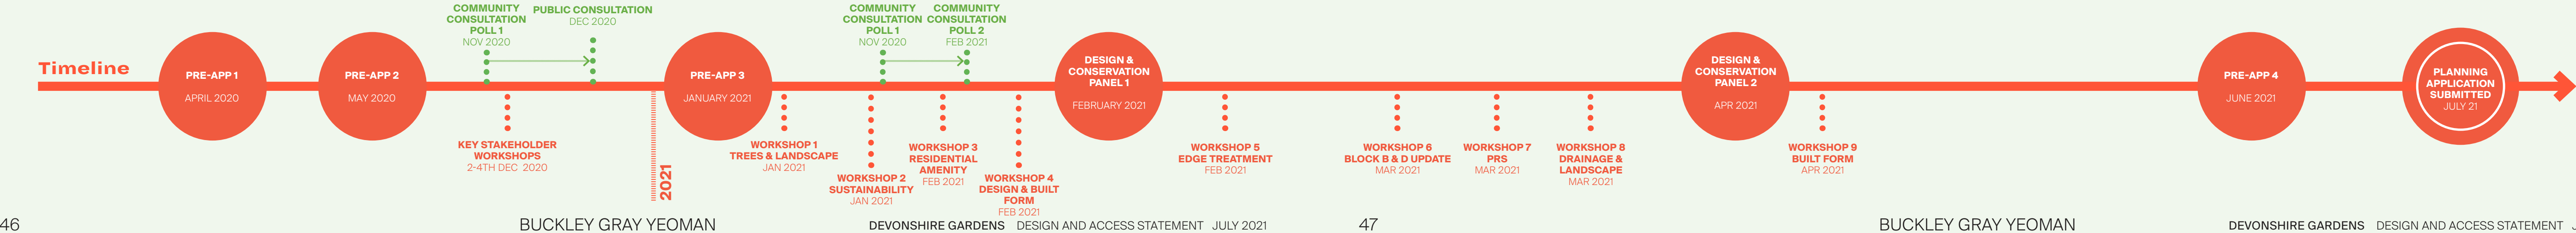 Timeline
PRE-APP 1
APRIL 2020
PRE-APP 2
MAY 2020
COMMUNITY
CONSULTATION
POLL 1
NOV 2020
PUBLIC CONSULTATION
DEC 2020
KEY STAKEHOLDER
WORKSHOPS
2-4TH DEC 2020
2021
PRE-APP 3
JANUARY 2021
WORKSHOP 1
TREES & LANDSCAPE
JAN 2021
COMMUNITY
CONSULTATION
POLL 1
NOV 2020
COMMUNITY
CONSULTATION
POLL 2
FEB 2021
WORKSHOP 2
SUSTAINABILITY
JAN 2021
WORKSHOP 3
RESIDENTIAL
AMENITY
FEB 2021
WORKSHOP 4
DESIGN & BUILT
FORM
FEB 2021
DESIGN &
CONSERVATION
PANEL 1
FEBRUARY 2021
WORKSHOP 5
EDGE TREATMENT
FEB 2021
WORKSHOP 6
BLOCK B & D UPDATE
MAR 2021
WORKSHOP 7
PRS
MAR 2021
WORKSHOP 8
DRAINAGE &
LANDSCAPE
MAR 2021
DESIGN &
CONSERVATION
PANEL 2
APR 2021
WORKSHOP 9
BUILT FORM
APR 2021
PRE-APP 4
JUNE 2021
PLANNING
APPLICATION
SUBMITTED
JULY 21
46
BUCKLEY GRAY YEOMAN
DEVONSHIRE GARDENS DESIGN AND ACCESS STATEMENT JULY 2021
47
BUCKLEY GRAY YEOMAN
DEVONSHIRE GARDENS DESIGN AND ACCESS STATEMENT